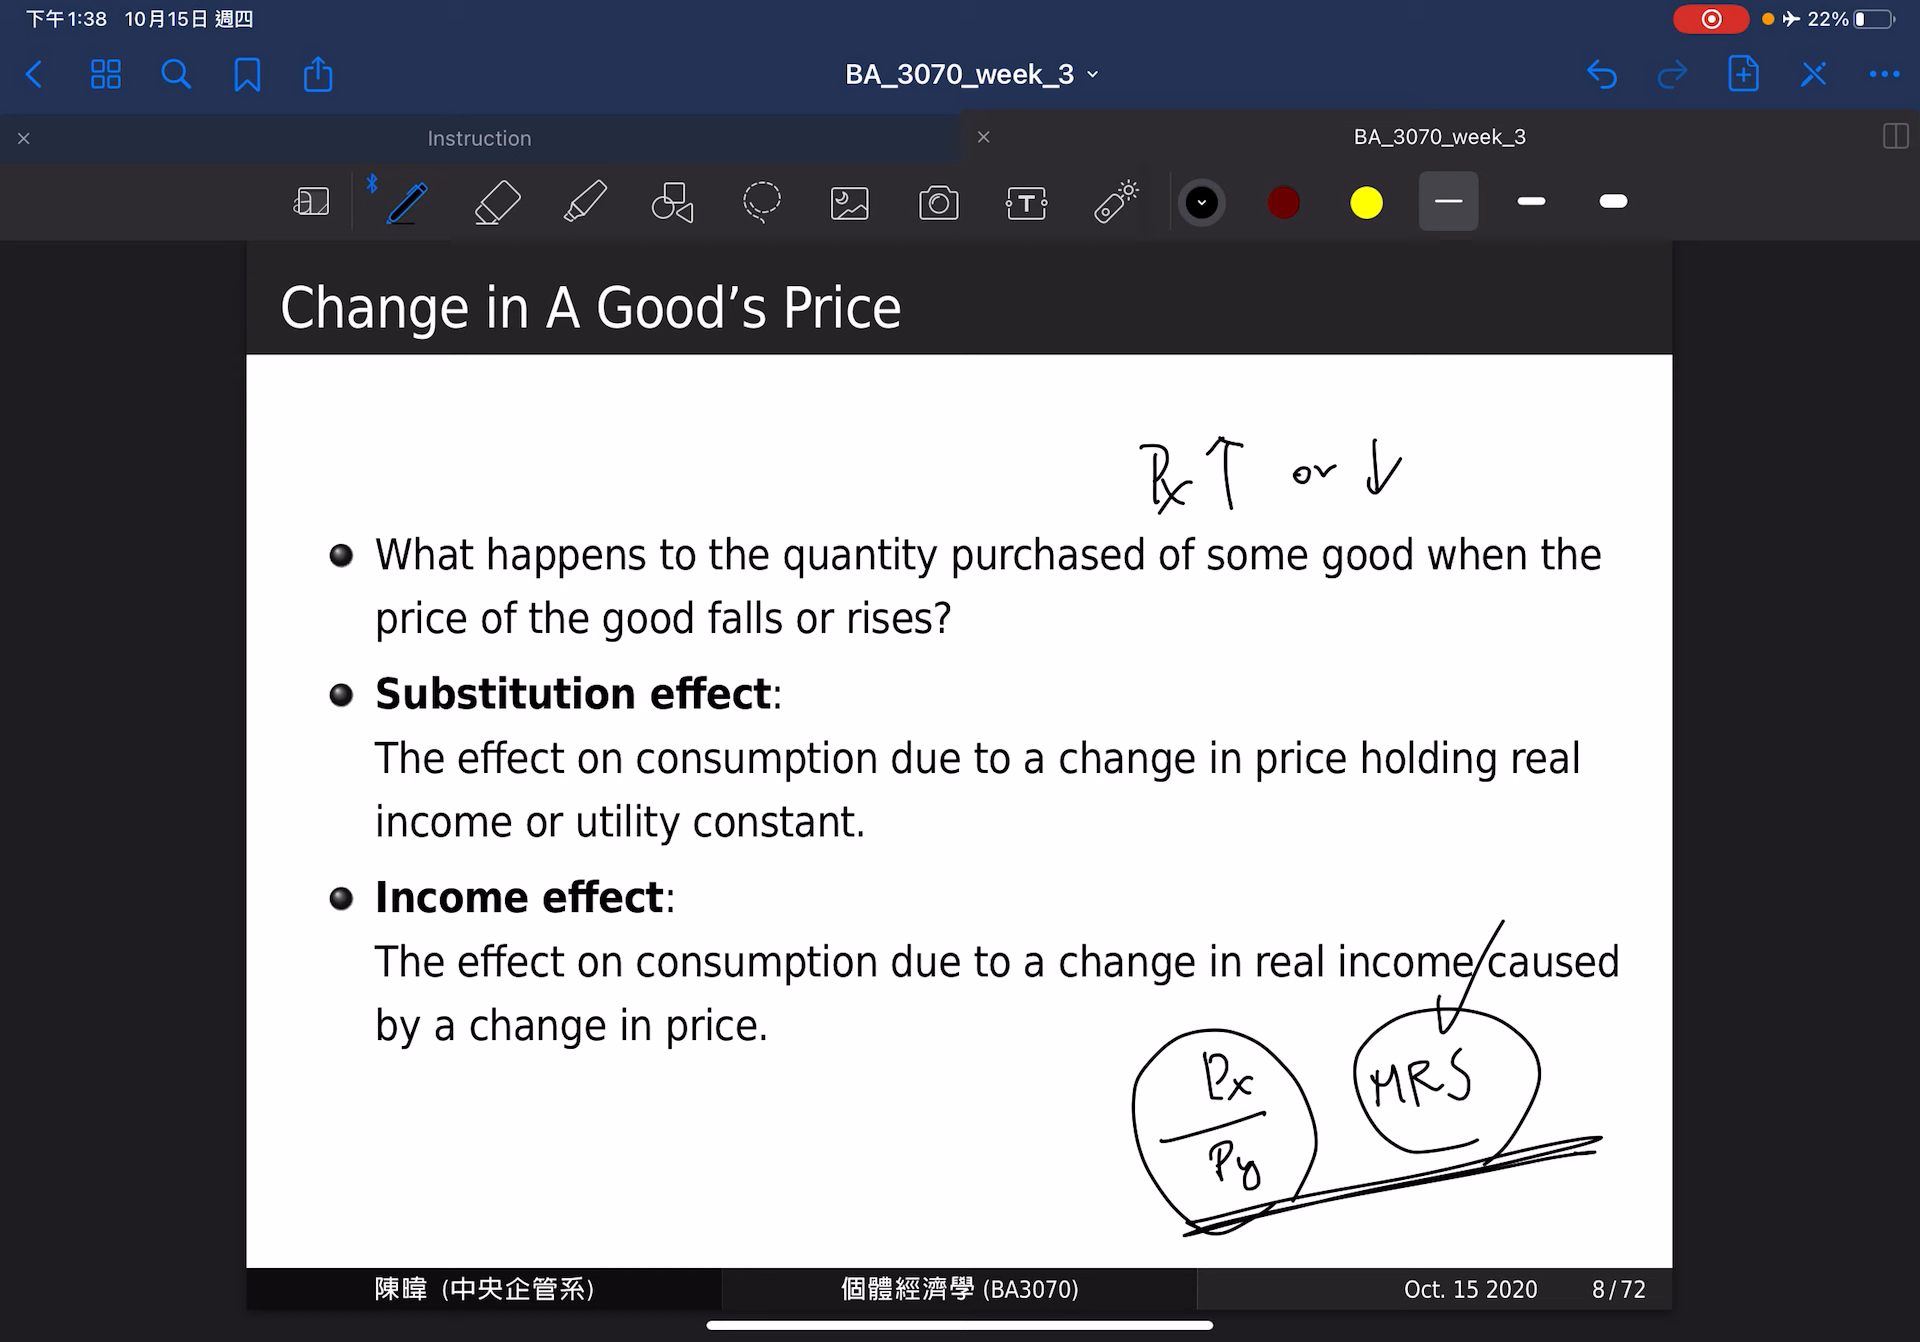 下午1:38 10月15日 週四
22%
BA_3070_week_3
Instruction
BA_3070_week_3
Change in A Good's Price
Px ↑ or ↓
What happens to the quantity purchased of some good when the
price of the good falls or rises?
Substitution effect:
The effect on consumption due to a change in price holding real
income or utility constant.
Income effect:
The effect on consumption due to a change in real income caused
by a change in price.
Px
Py
MRS
陳暐 (中央企管系)
個體經濟學 (BA3070)
Oct. 15 2020
8/72